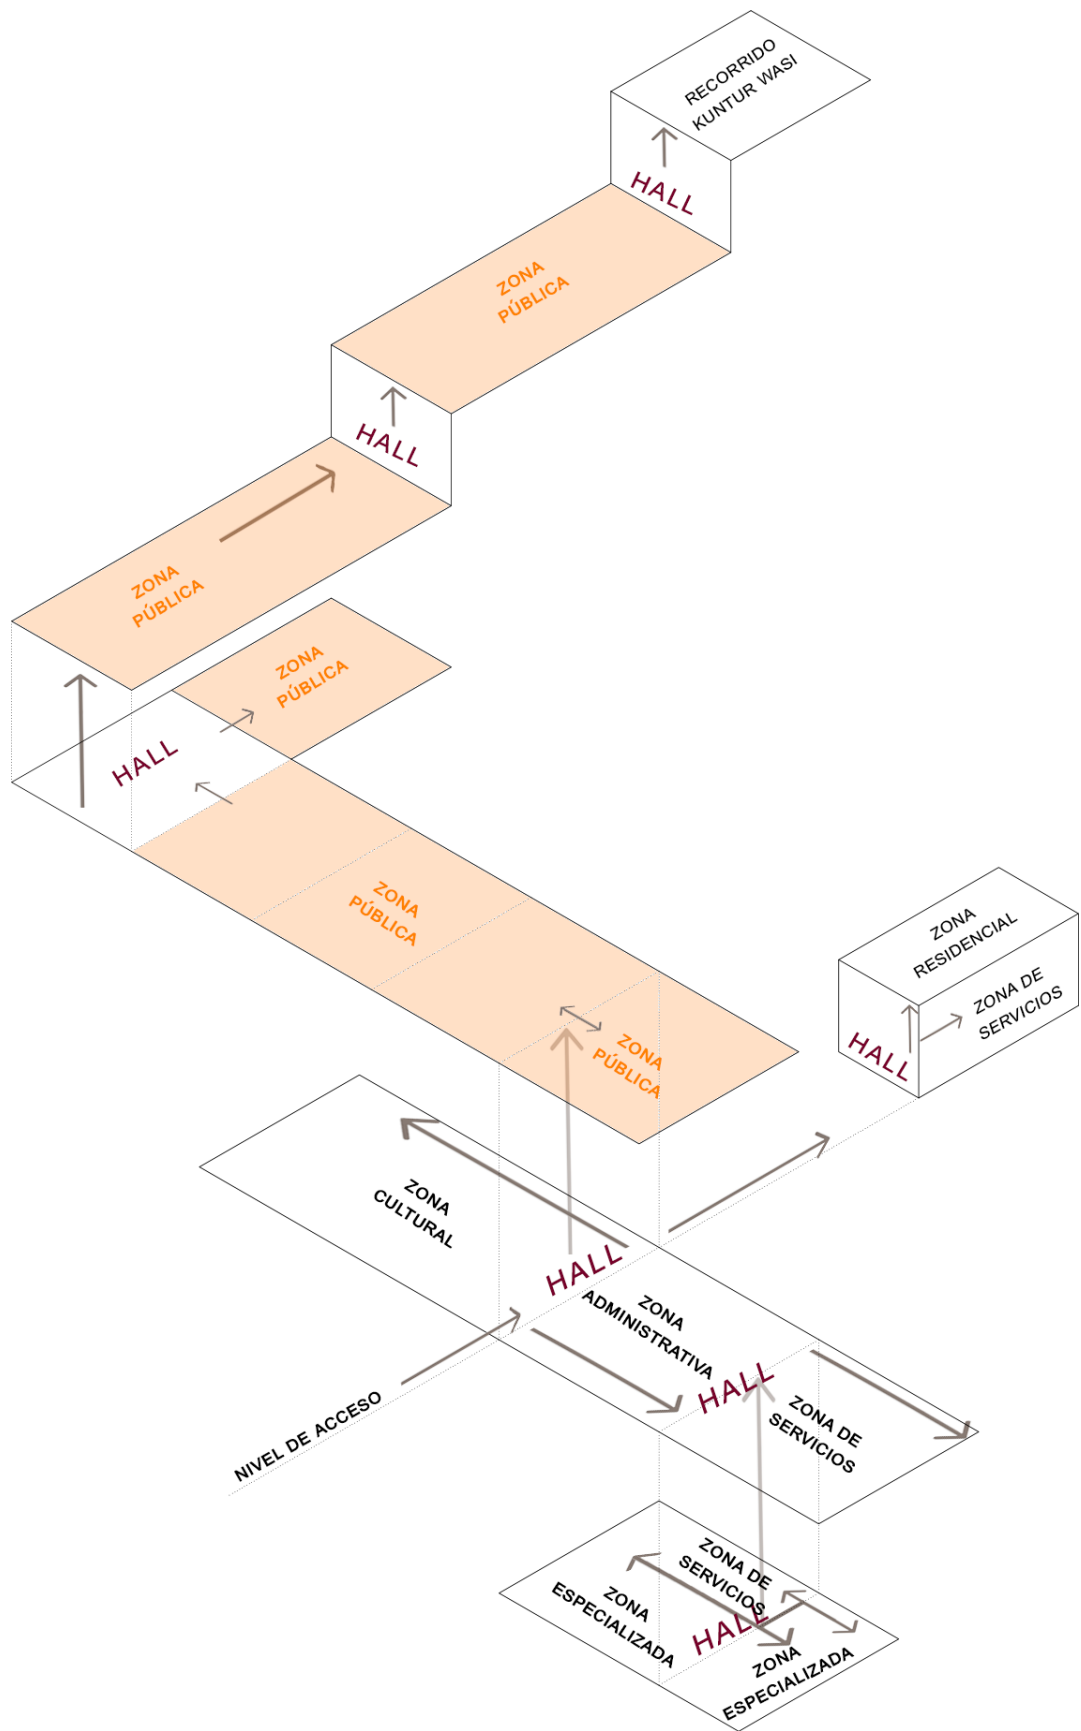 RECORRIDO
KUNTUR WASI
HALL
ZONA
PÚBLICA
HALL
ZONA
PÚBLICA
ZONA
PÚBLICA
HALL
ZONA
PÚBLICA
ZONA
PÚBLICA
ZONA
RESIDENCIAL
ZONA DE
SERVICIOS
HALL
ZONA
CULTURAL
HALL
ZONA
ADMINISTRATIVA
HALL
ZONA DE
SERVICIOS
NIVEL DE ACCESO
ZONA DE
SERVICIOS
ZONA
ESPECIALIZADA
HALL
ZONA
ESPECIALIZADA